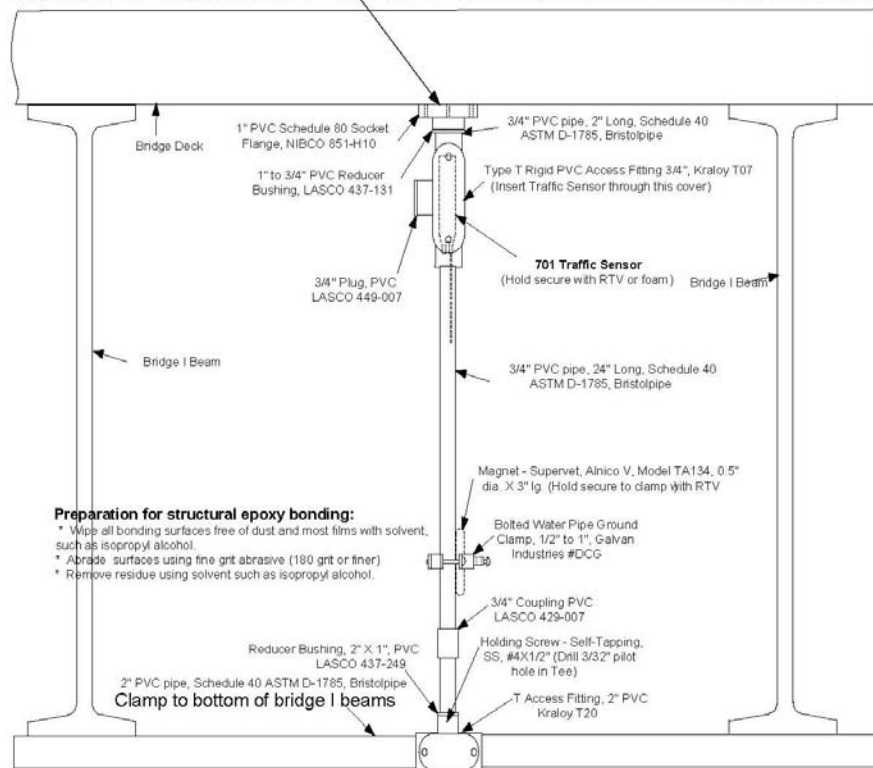 Bridge Deck
1" PVC Schedule 80 Socket
Flange, NIBCO 851-H10
3/4" PVC pipe, 2" Long, Schedule 40
ASTM D-1785, Bristolpipe
1" to 3/4" PVC Reducer
Bushing, LASCO 437-131
Type T Rigid PVC Access Fitting 3/4", Kraloy T07
(Insert Traffic Sensor through this cover)
701 Traffic Sensor
(Hold secure with RTV or foam)
3/4" Plug, PVC
LASCO 449-007
Bridge I Beam
Bridge I Beam
3/4" PVC pipe, 24" Long, Schedule 40
ASTM D-1785, Bristolpipe
Magnet - Supervet, Alnico V, Model TA134, 0.5"
dia. X 3" lg. (Hold secure to clamp with RTV
Preparation for structural epoxy bonding:
* Wipe all bonding surfaces free of dust and most films with solvent,
such as isopropyl alcohol.
* Abrade surfaces using fine grit abrasive (180 grit or finer)
* Remove residue using solvent such as isopropyl alcohol.
Bolted Water Pipe Ground
Clamp, 1/2" to 1", Galvan
Industries #DCG
3/4" Coupling PVC
LASCO 429-007
Reducer Bushing, 2" X 1", PVC
LASCO 437-249
Holding Screw - Self-Tapping,
SS, #4X1/2" (Drill 3/32" pilot
hole in Tee)
2" PVC pipe, Schedule 40 ASTM D-1785, Bristolpipe
Clamp to bottom of bridge I beams
T Access Fitting, 2" PVC
Kraloy T20